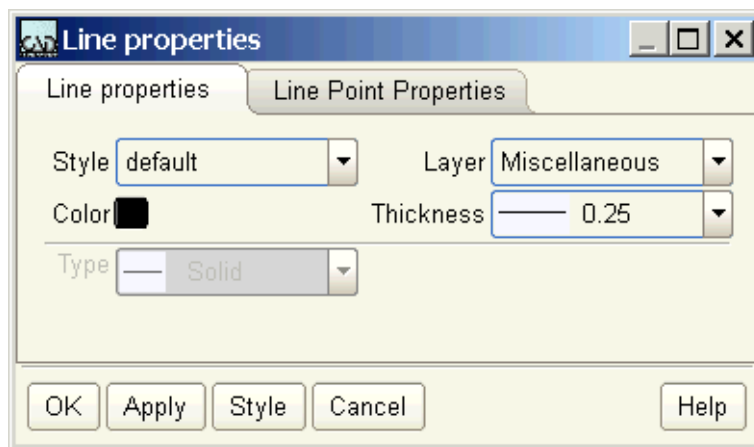 CAD Line properties
Line properties Line Point Properties
Style default Layer Miscellaneous
Color Thickness 0.25
Type Solid
OK Apply Style Cancel Help